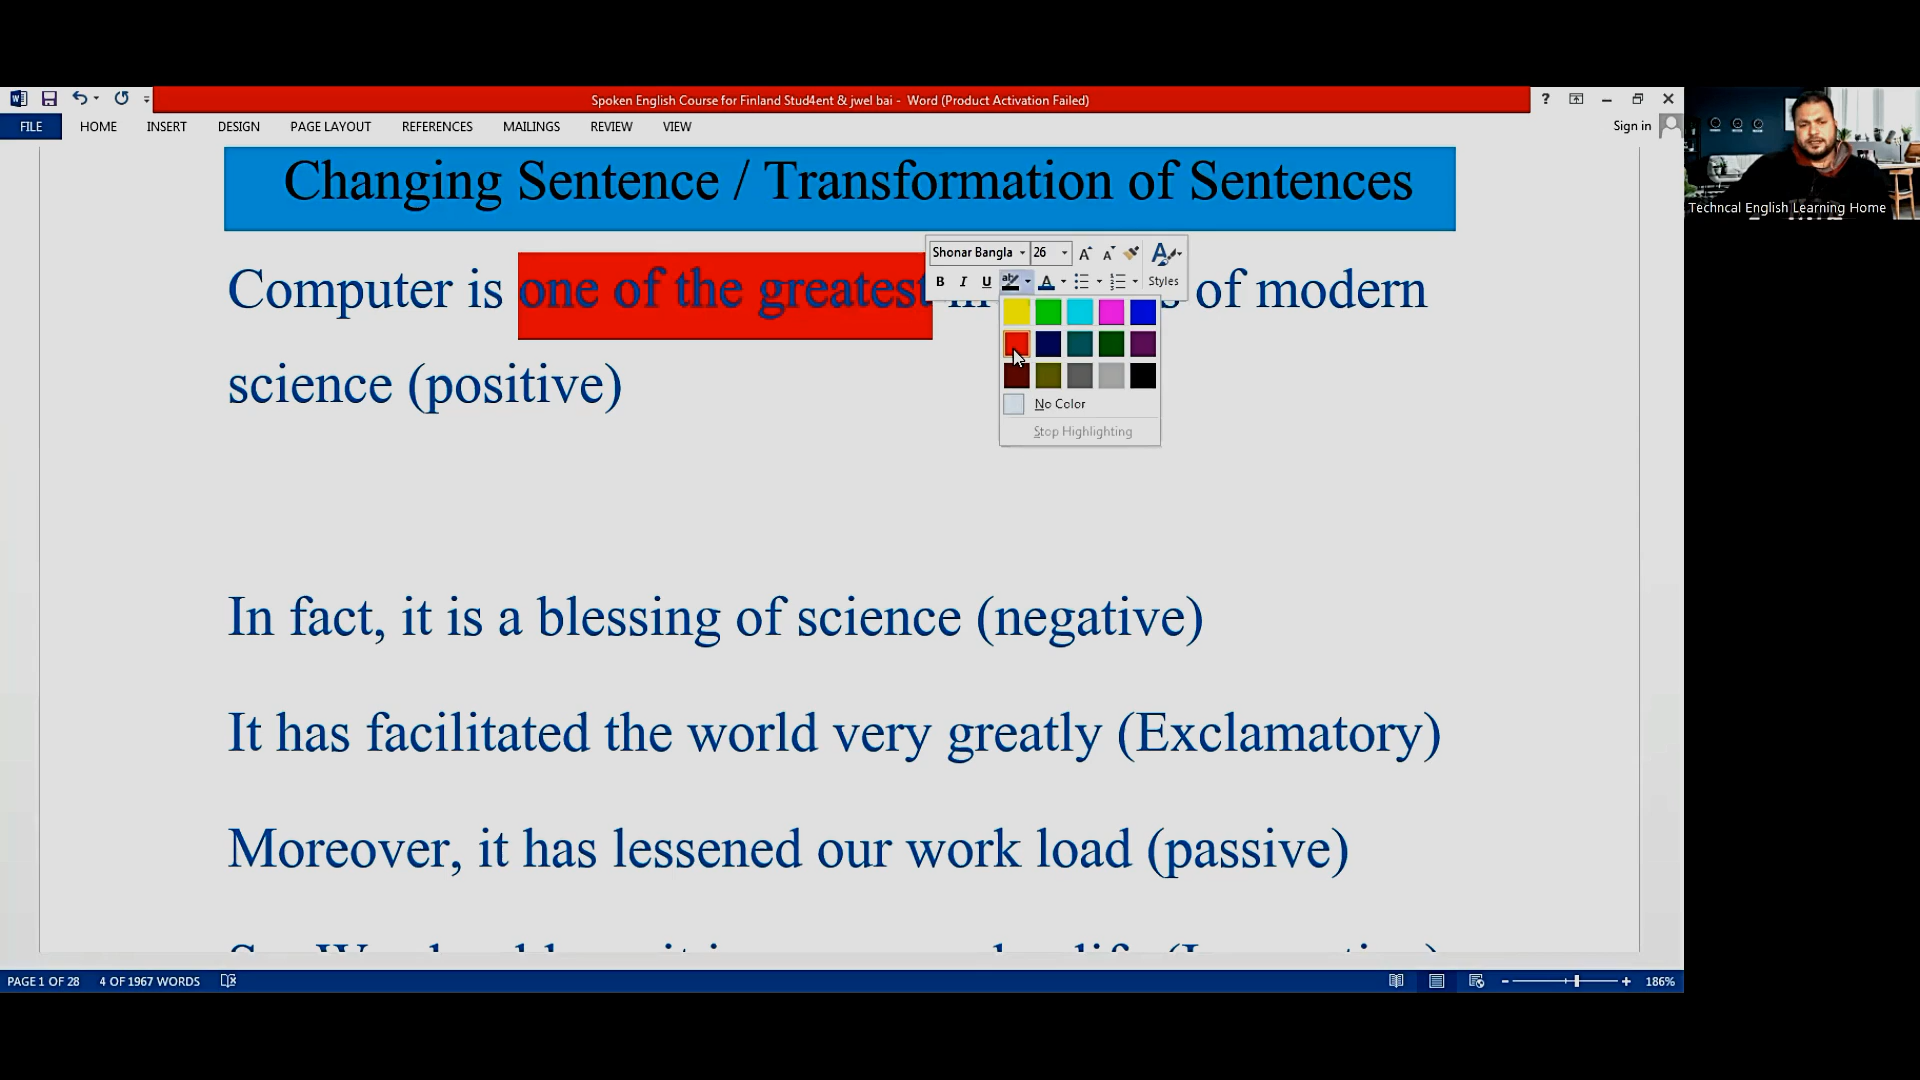 Spoken English Course for Finland Stud4ent & jwel bai - Word (Product Activation Failed)
FILE HOME INSERT DESIGN PAGE LAYOUT REFERENCES MAILINGS REVIEW VIEW Sign in
Changing Sentence / Transformation of Sentences
Techncal English Learning Home
Shonar Bangla 26
B I U Styles
Computer is one of the greatest of modern
science (positive)
No Color
Stop Highlighting
In fact, it is a blessing of science (negative)
It has facilitated the world very greatly (Exclamatory)
Moreover, it has lessened our work load (passive)
PAGE 1 OF 28 4 OF 1967 WORDS 186%